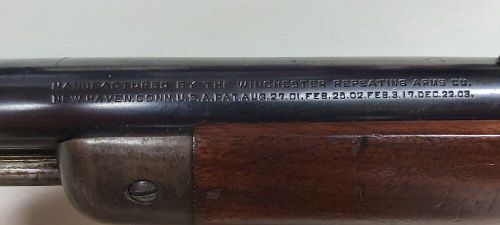 MANUFACTURED BY THE WINCHESTER REPEATING ARMS CO.
NEW HAVEN.CONN.U.S.A.PAT.AUG.27.01.FEB.25.02.FEB.3.17.DEC.22.03.